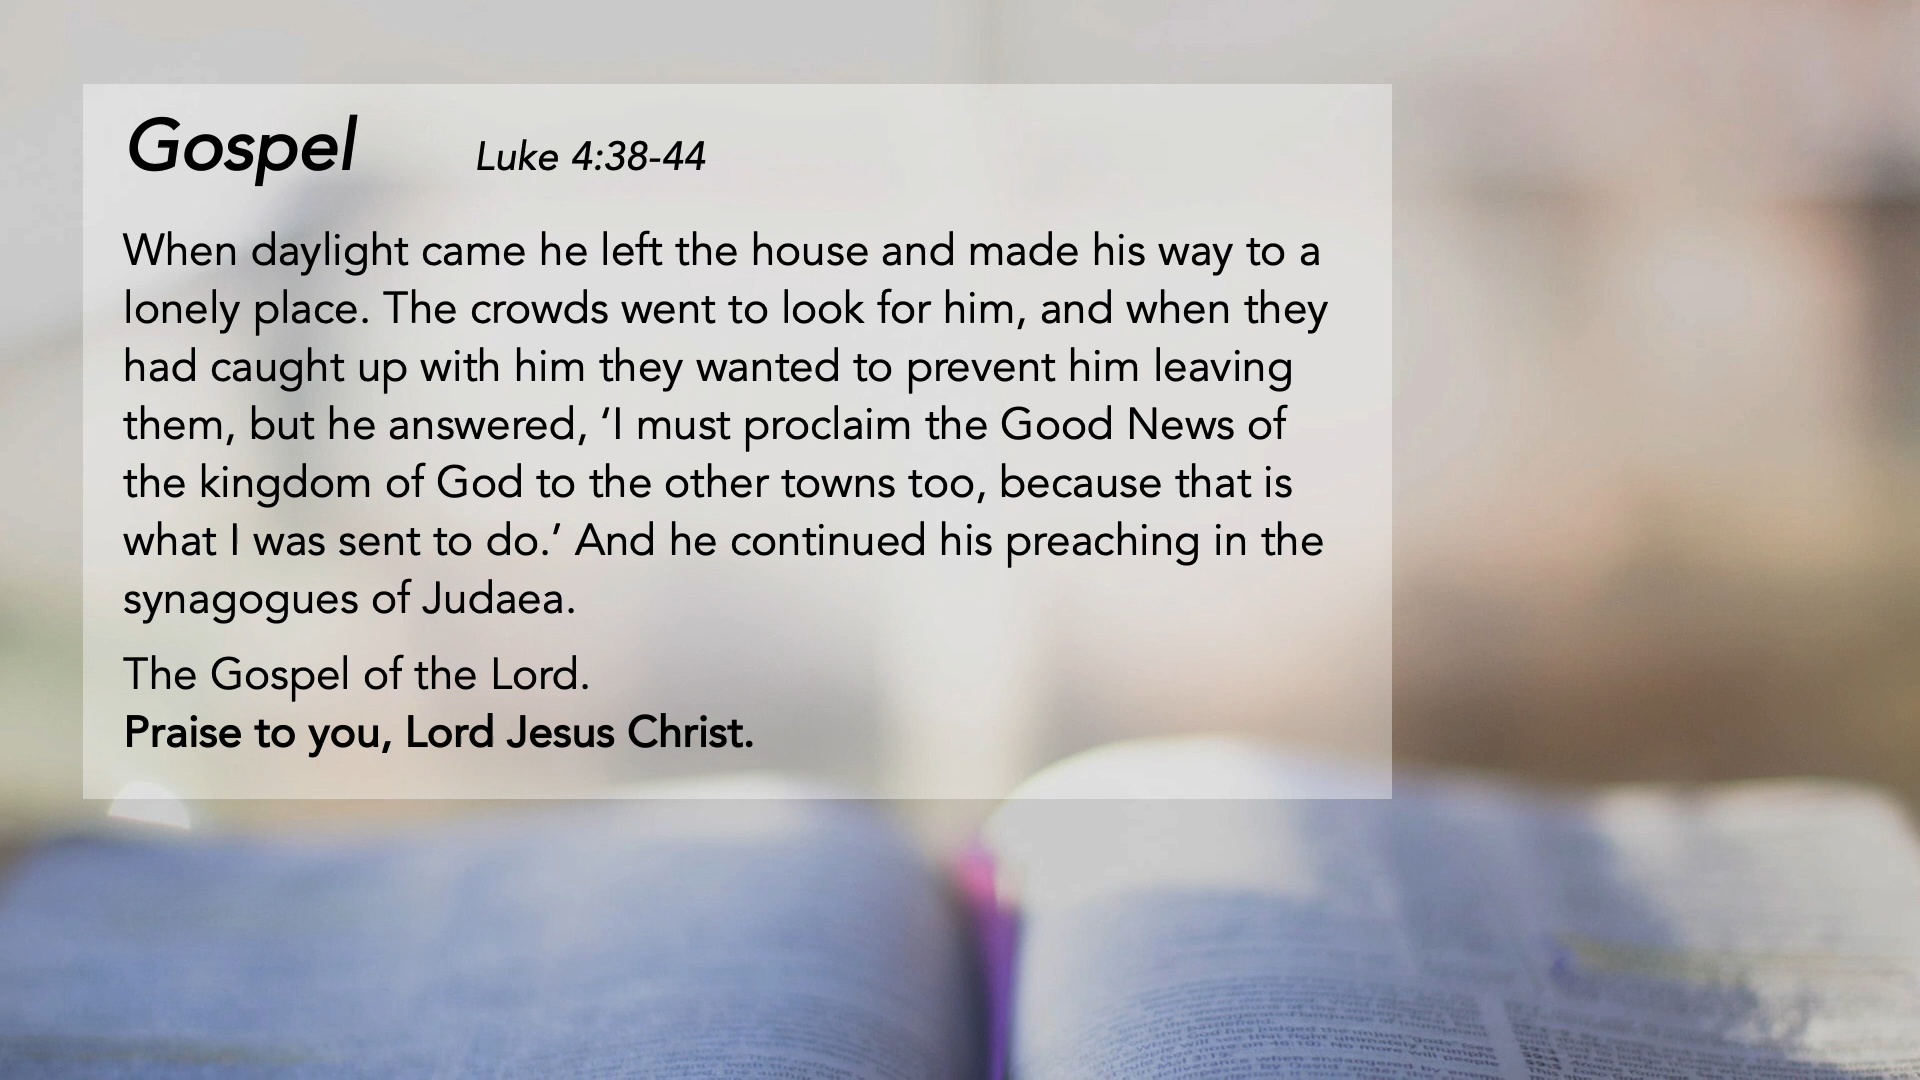 Gospel Luke 4:38-44
When daylight came he left the house and made his way to a
lonely place. The crowds went to look for him, and when they
had caught up with him they wanted to prevent him leaving
them, but he answered, ‘I must proclaim the Good News of
the kingdom of God to the other towns too, because that is
what I was sent to do.’ And he continued his preaching in the
synagogues of Judaea.
The Gospel of the Lord.
Praise to you, Lord Jesus Christ.